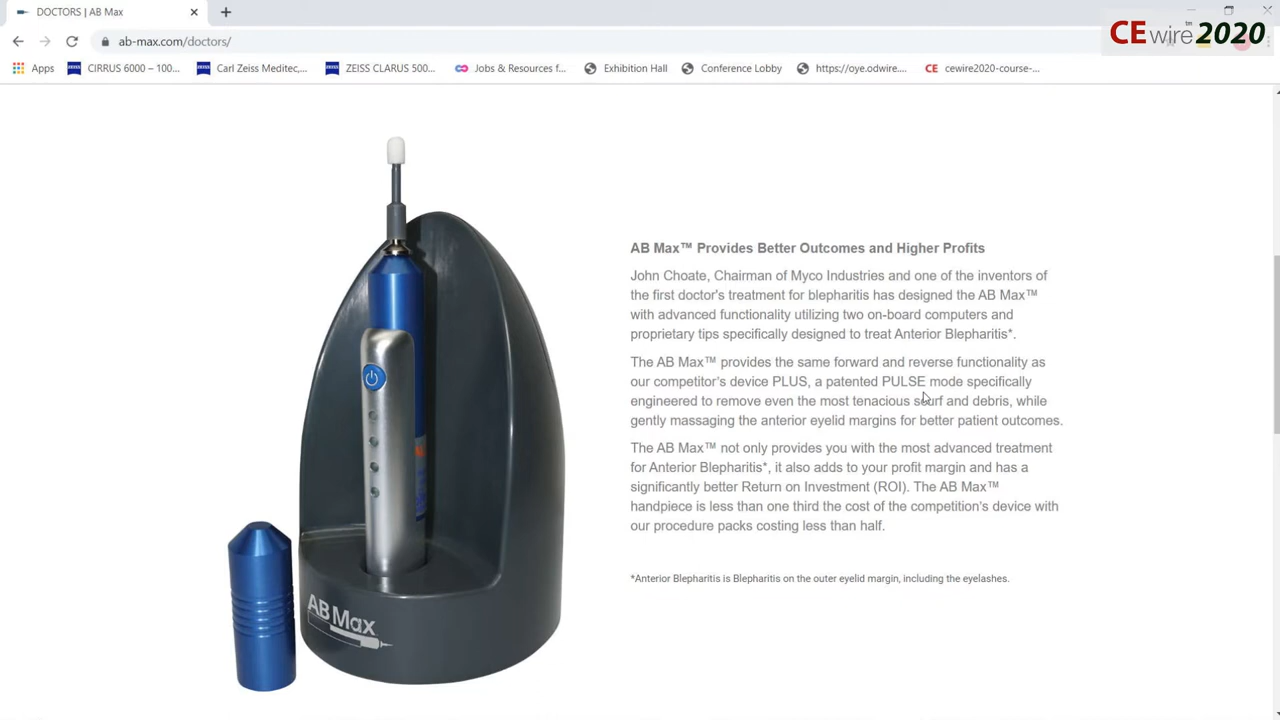 DOCTORS | AB Max
CE wire™ 2020
ab-max.com/doctors/
Apps CIRRUS 6000 – 100... Carl Zeiss Meditec,... ZEISS CLARUS 500... Jobs & Resources f... Exhibition Hall Conference Lobby https://oye.odwire.... CE cewire2020-course-...
AB Max™ Provides Better Outcomes and Higher Profits
John Choate, Chairman of Myco Industries and one of the inventors of
the first doctor's treatment for blepharitis has designed the AB Max™
with advanced functionality utilizing two on-board computers and
proprietary tips specifically designed to treat Anterior Blepharitis*.
The AB Max™ provides the same forward and reverse functionality as
our competitor's device PLUS, a patented PULSE mode specifically
engineered to remove even the most tenacious scurf and debris, while
gently massaging the anterior eyelid margins for better patient outcomes.
The AB Max™ not only provides you with the most advanced treatment
for Anterior Blepharitis*, it also adds to your profit margin and has a
significantly better Return on Investment (ROI). The AB Max™
handpiece is less than one third the cost of the competition's device with
our procedure packs costing less than half.
*Anterior Blepharitis is Blepharitis on the outer eyelid margin, including the eyelashes.
AB Max